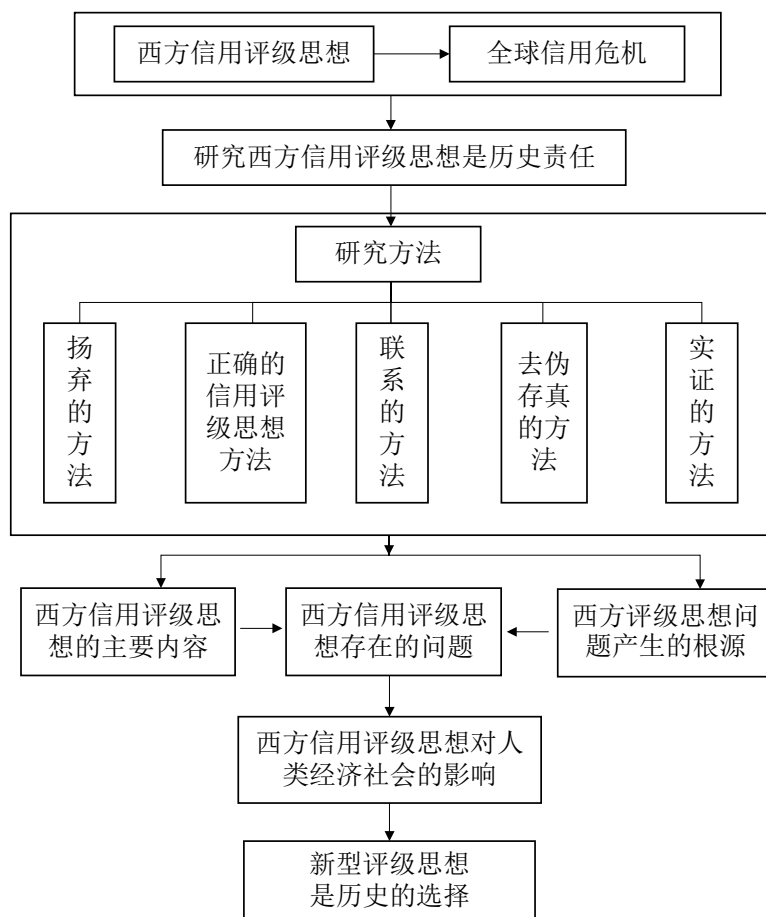 西方信用评级思想
全球信用危机
研究西方信用评级思想是历史责任
研究方法
扬弃的方法
正确的
信用评
级思想
方法
联系的方法
去伪
存真
的方
法
实证的方法
西方信用评级思
想的主要内容
西方信用评级思
想存在的问题
西方评级思想问
题产生的根源
西方信用评级思想对人
类经济社会的影响
新型评级思想
是历史的选择